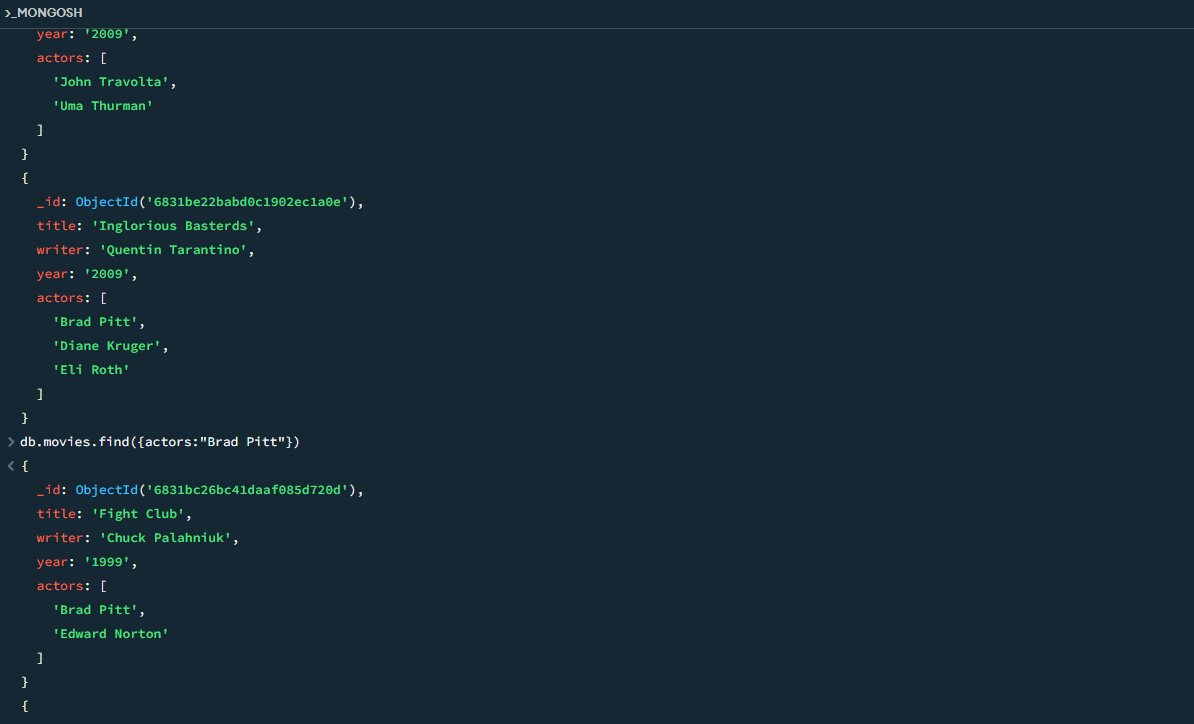 >_MONGOSH
year: '2009',
actors: [
'John Travolta',
'Uma Thurman'
]
}
{
_id: ObjectId('6831be22babd0c1902ec1a0e'),
title: 'Inglorious Basterds',
writer: 'Quentin Tarantino',
year: '2009',
actors: [
'Brad Pitt',
'Diane Kruger',
'Eli Roth'
]
}
> db.movies.find({actors:"Brad Pitt"})
< {
_id: ObjectId('6831bc26bc41daaf085d720d'),
title: 'Fight Club',
writer: 'Chuck Palahniuk',
year: '1999',
actors: [
'Brad Pitt',
'Edward Norton'
]
}
{